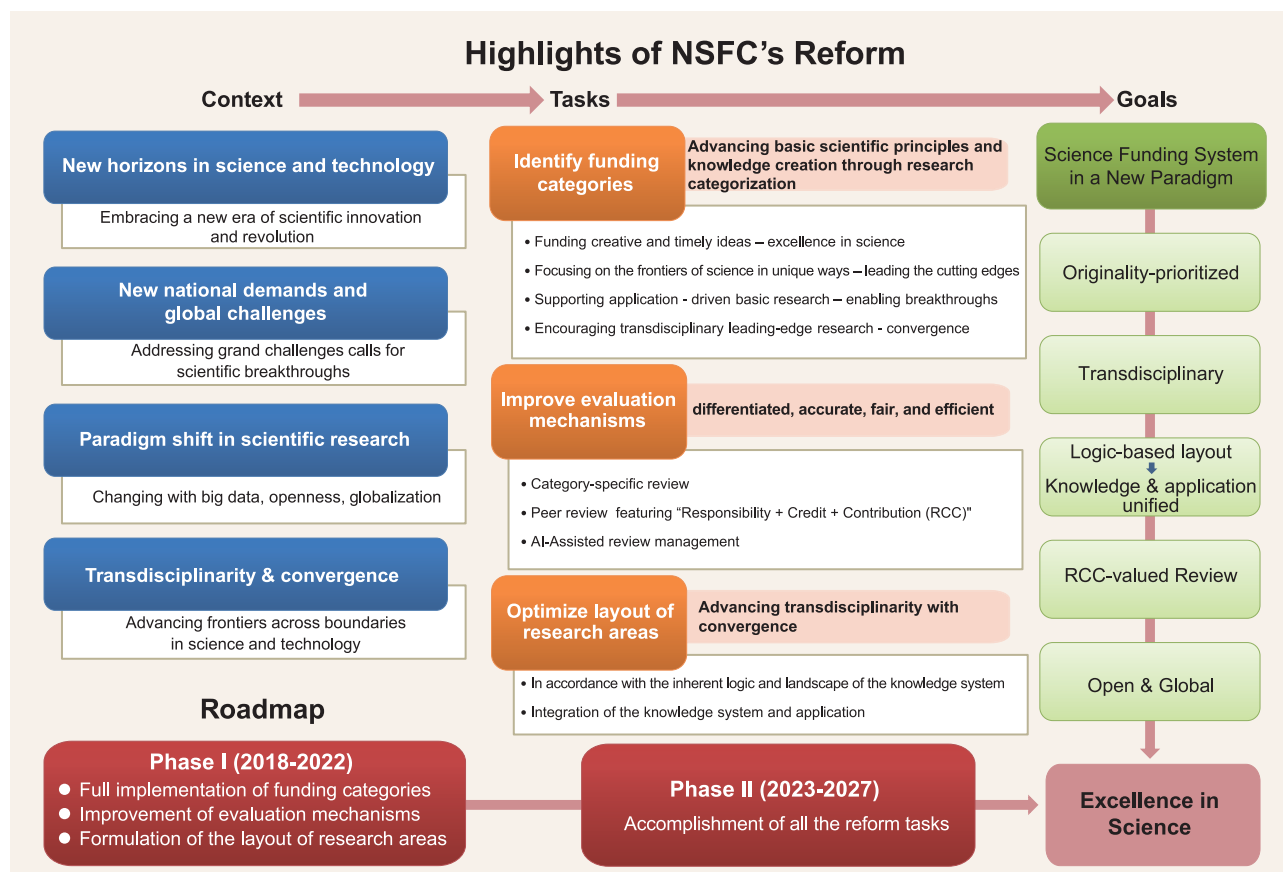 Highlights of NSFC's Reform
Context
Tasks
Goals
New horizons in science and technology
Embracing a new era of scientific innovation
and revolution
New national demands and
global challenges
Addressing grand challenges calls for
scientific breakthroughs
Paradigm shift in scientific research
Changing with big data, openness, globalization
Transdisciplinarity & convergence
Advancing frontiers across boundaries
in science and technology
Identify funding
categories
Advancing basic scientific principles and
knowledge creation through research
categorization
• Funding creative and timely ideas – excellence in science
• Focusing on the frontiers of science in unique ways – leading the cutting edges
• Supporting application - driven basic research – enabling breakthroughs
• Encouraging transdisciplinary leading-edge research - convergence
Improve evaluation
mechanisms
differentiated, accurate, fair, and efficient
• Category-specific review
• Peer review featuring “Responsibility + Credit + Contribution (RCC)"
• AI-Assisted review management
Optimize layout of
research areas
Advancing transdisciplinarity with
convergence
• In accordance with the inherent logic and landscape of the knowledge system
• Integration of the knowledge system and application
Science Funding System
in a New Paradigm
Originality-prioritized
Transdisciplinary
Logic-based layout
Knowledge & application
unified
RCC-valued Review
Open & Global
Roadmap
Phase I (2018-2022)
● Full implementation of funding categories
● Improvement of evaluation mechanisms
● Formulation of the layout of research areas
Phase II (2023-2027)
Accomplishment of all the reform tasks
Excellence in
Science